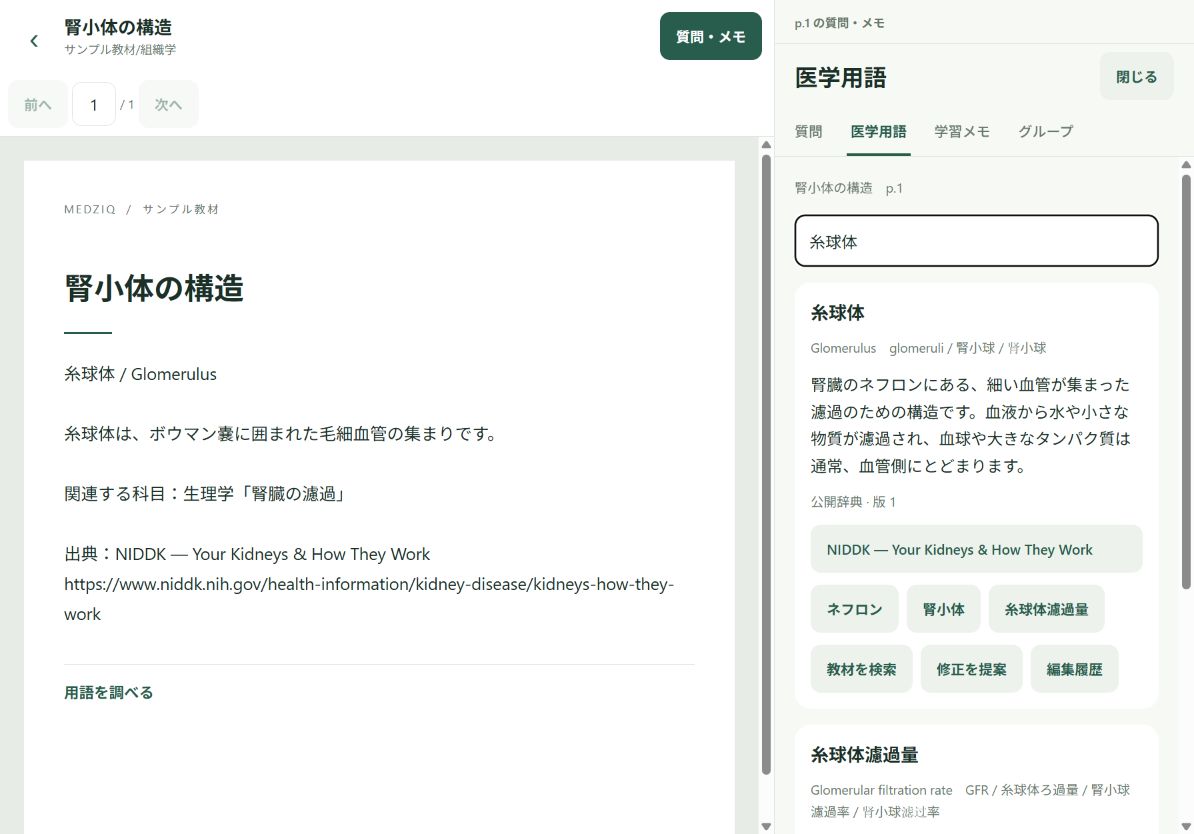 腎小体の構造
サンプル教材/組織学
質問・メモ
前へ
1
/ 1
次へ
MEDZIQ / サンプル教材
腎小体の構造
糸球体 / Glomerulus
糸球体は、ボウマン嚢に囲まれた毛細血管の集まりです。
関連する科目：生理学「腎臓の濾過」
出典：NIDDK — Your Kidneys & How They Work
https://www.niddk.nih.gov/health-information/kidney-disease/kidneys-how-they-
work
用語を調べる
p.1 の質問・メモ
医学用語
閉じる
質問
医学用語
学習メモ
グループ
腎小体の構造 p.1
糸球体
糸球体
Glomerulus glomeruli / 腎小球 / 肾小球
腎臓のネフロンにある、細い血管が集まった
濾過のための構造です。血液から水や小さな
物質が濾過され、血球や大きなタンパク質は
通常、血管側にとどまります。
公開辞典 · 版 1
NIDDK — Your Kidneys & How They Work
ネフロン
腎小体
糸球体濾過量
教材を検索
修正を提案
編集履歴
糸球体濾過量
Glomerular filtration rate GFR / 糸球体ろ過量 / 腎小球
濾過率 / 肾小球滤过率